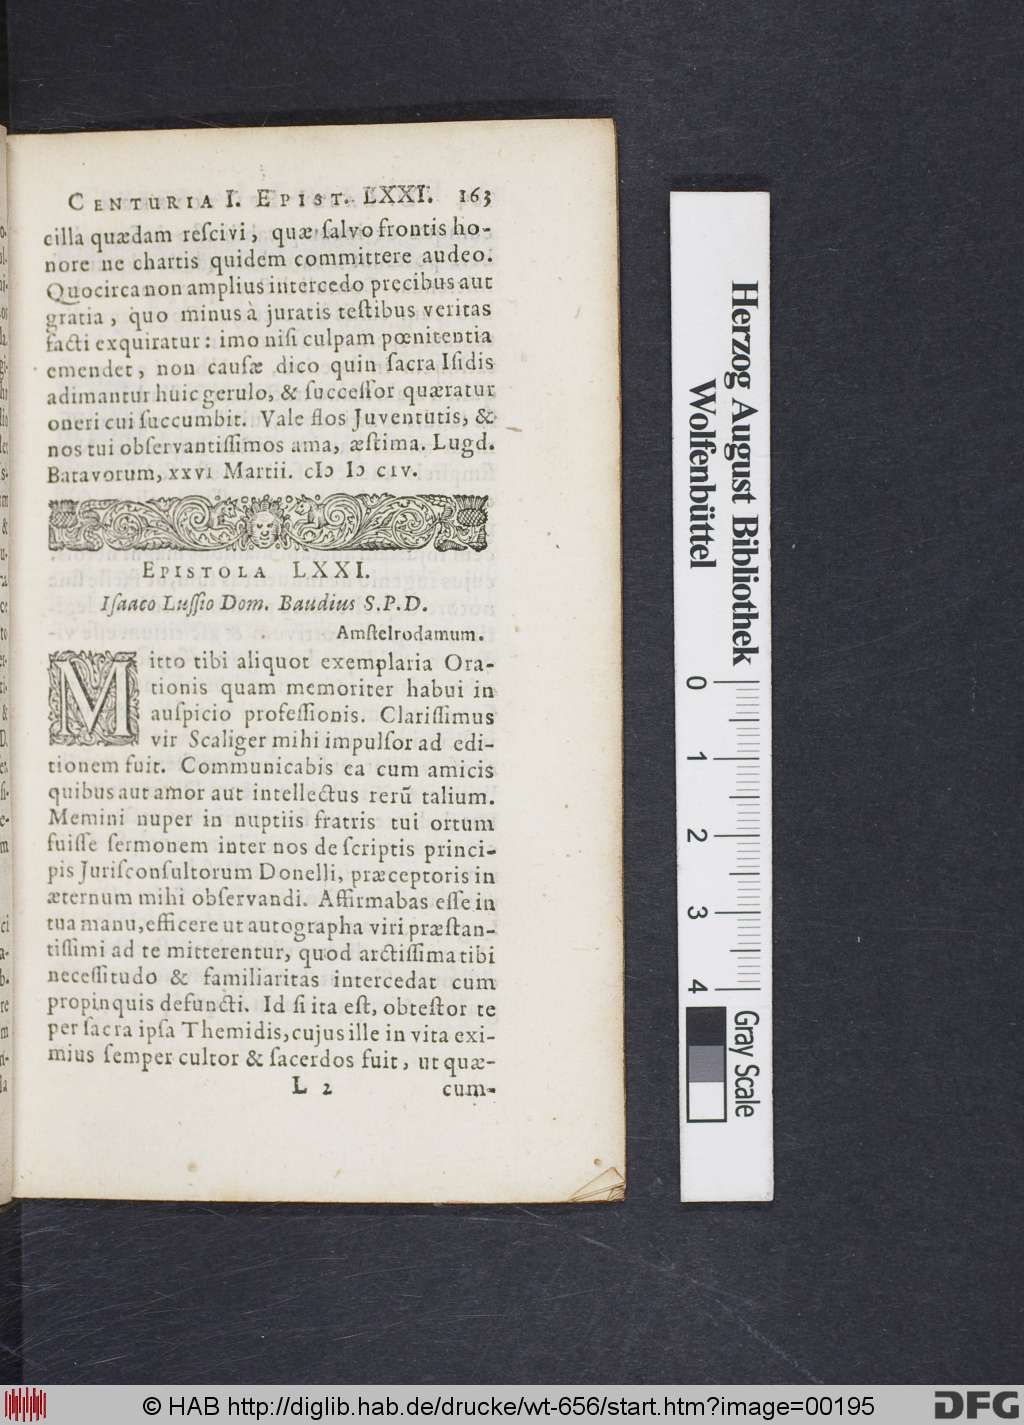 CENTURIA I. EPIST. LXXI. 163
cilla quædam reſcivi, quæ ſalvo frontis ho-
nore ne chartis quidem committere audeo.
Quocirca non amplius intercedo precibus aut
gratia, quo minus à juratis teſtibus veritas
facti exquiratur: imo niſi culpam pœnitentia
emendet, non cauſæ dico quin ſacra Iſidis
adimantur huic gerulo, & ſucceſſor quæratur
oneri cui ſuccumbit. Vale flos Juventutis, &
nos tui obſervantiſſimos ama, æſtima. Lugd.
Batavorum, XXVI Martii. cIↃ IↃ cIV.
EPISTOLA LXXI.
Iſaaco Luſſio Dom. Baudius S.P.D.
Amſtelrodamum.
Mitto tibi aliquot exemplaria Ora-
tionis quam memoriter habui in
auſpicio profeſſionis. Clariſſimus
vir Scaliger mihi impulſor ad edi-
tionem fuit. Communicabis ea cum amicis
quibus aut amor aut intellectus rerū talium.
Memini nuper in nuptiis fratris tui ortum
fuiſſe ſermonem inter nos de ſcriptis princi-
pis Juriſconſultorum Donelli, præceptoris in
æternum mihi obſervandi. Affirmabas eſſe in
tua manu, efficere ut autographa viri præſtan-
tiſſimi ad te mitterentur, quod arctiſſima tibi
neceſſitudo & familiaritas intercedat cum
propinquis defuncti. Id ſi ita eſt, obteſtor te
per ſacra ipſa Themidis, cujus ille in vita exi-
mius ſemper cultor & ſacerdos fuit, ut quæ-
L 2 cum-
Herzog August Bibliothek
Wolfenbüttel
0 1 2 3 4
Gray Scale
© HAB http://diglib.hab.de/drucke/wt-656/start.htm?image=00195
DFG